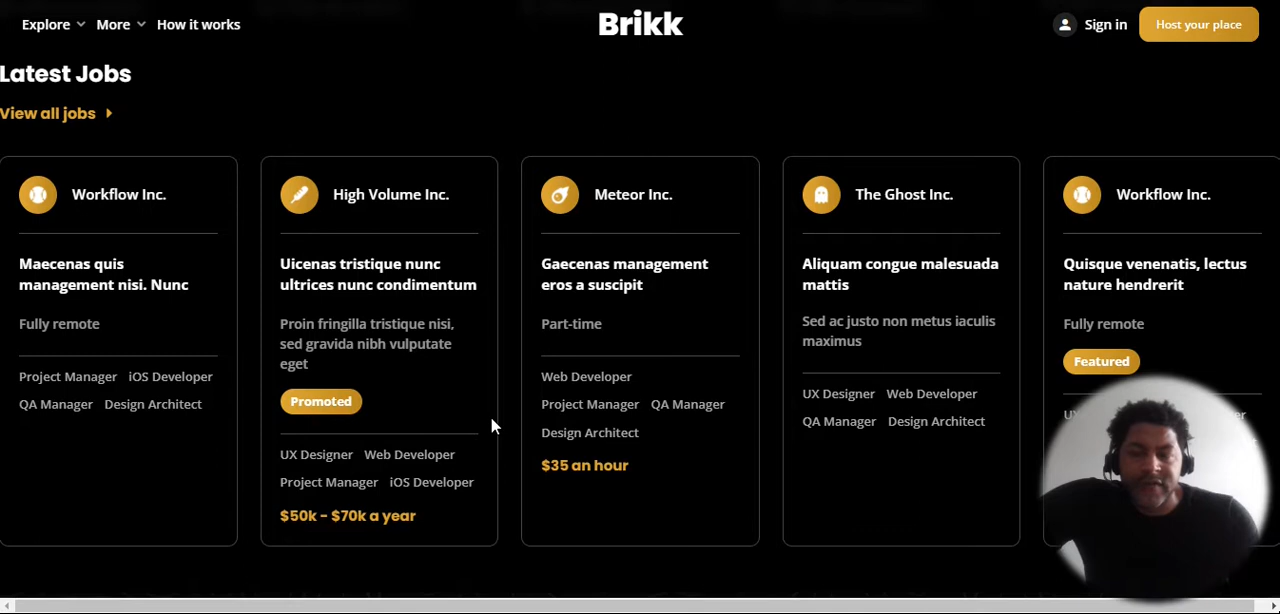 Explore More How it works Brikk Sign in Host your place
Latest Jobs
View all jobs
Workflow Inc.
Maecenas quis
management nisi. Nunc
Fully remote
Project Manager iOS Developer
QA Manager Design Architect
High Volume Inc.
Uicenas tristique nunc
ultrices nunc condimentum
Proin fringilla tristique nisi,
sed gravida nibh vulputate
eget
Promoted
UX Designer Web Developer
Project Manager iOS Developer
$50k - $70k a year
Meteor Inc.
Gaecenas management
eros a suscipit
Part-time
Web Developer
Project Manager QA Manager
Design Architect
$35 an hour
The Ghost Inc.
Aliquam congue malesuada
mattis
Sed ac justo non metus iaculis
maximus
UX Designer Web Developer
QA Manager Design Architect
Workflow Inc.
Quisque venenatis, lectus
nature hendrerit
Fully remote
Featured